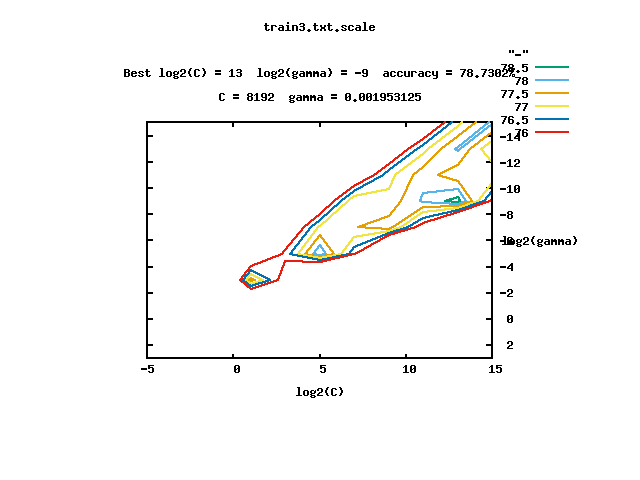 train3.txt.scale
"-"
Best log2(C) = 13 log2(gamma) = -9 accuracy = 78.7302%
78.5
78
C = 8192 gamma = 0.001953125
77.5
77
76.5
76
-14
-12
-10
-8
-6
log2(gamma)
-4
-2
0
2
-5 0 5 10 15
log2(C)